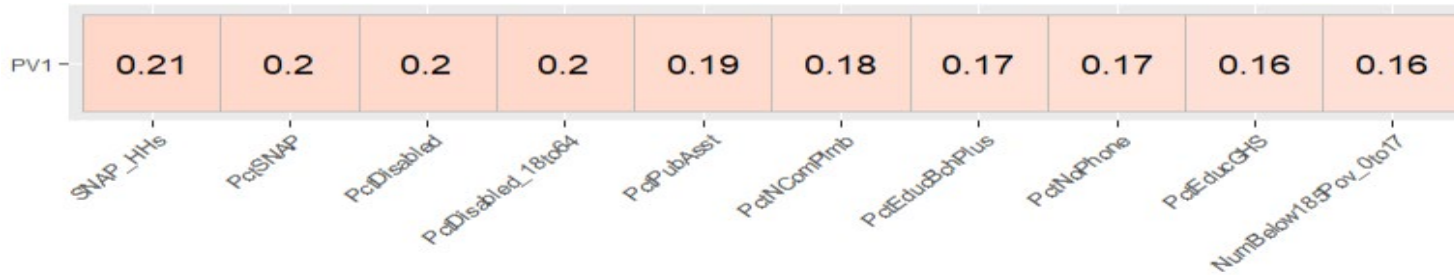 PV1
0.21 0.2 0.2 0.2 0.19 0.18 0.17 0.17 0.16 0.16
SNAP_HHs
PctSNAP
PctDisabled
PctDisabled_18to64
PctPubAsst
PctNComPlmb
PctEducBchPlus
PctNoPhone
PctEducGHS
NumBelow185Pov_0to17